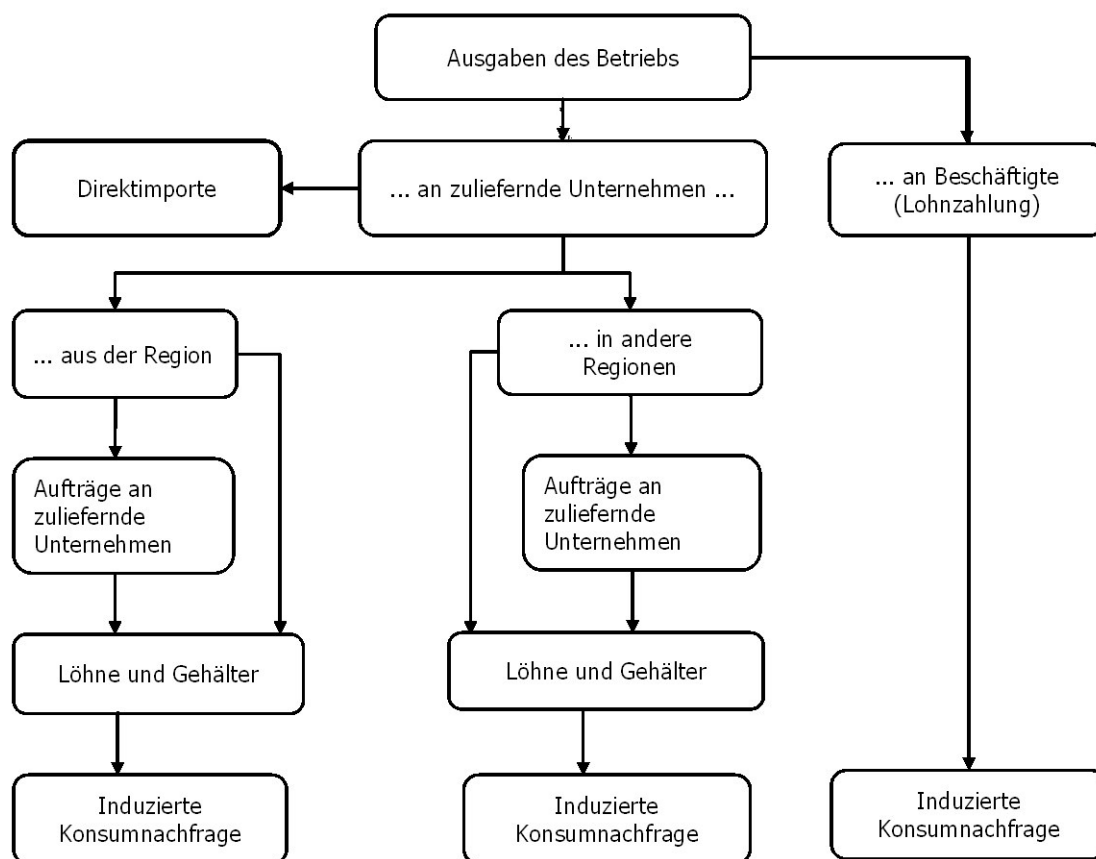 Ausgaben des Betriebs
Direktimporte
... an zuliefernde Unternehmen ...
... an Beschäftigte
(Lohnzahlung)
... aus der Region
... in andere
Regionen
Aufträge an
zuliefernde
Unternehmen
Aufträge an
zuliefernde
Unternehmen
Löhne und Gehälter
Löhne und Gehälter
Induzierte
Konsumnachfrage
Induzierte
Konsumnachfrage
Induzierte
Konsumnachfrage